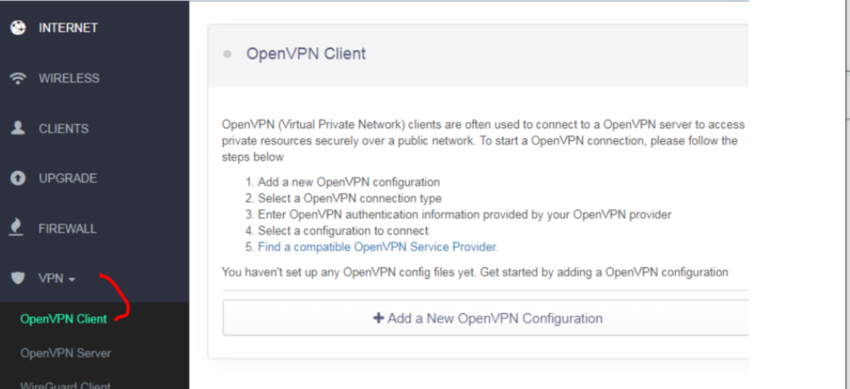 INTERNET
WIRELESS
CLIENTS
UPGRADE
FIREWALL
VPN
OpenVPN Client
OpenVPN Server
WireGuard Client
OpenVPN Client
OpenVPN (Virtual Private Network) clients are often used to connect to a OpenVPN server to access
private resources securely over a public network. To start a OpenVPN connection, please follow the
steps below
1. Add a new OpenVPN configuration
2. Select a OpenVPN connection type
3. Enter OpenVPN authentication information provided by your OpenVPN provider
4. Select a configuration to connect
5. Find a compatible OpenVPN Service Provider.
You haven't set up any OpenVPN config files yet. Get started by adding a OpenVPN configuration
+ Add a New OpenVPN Configuration